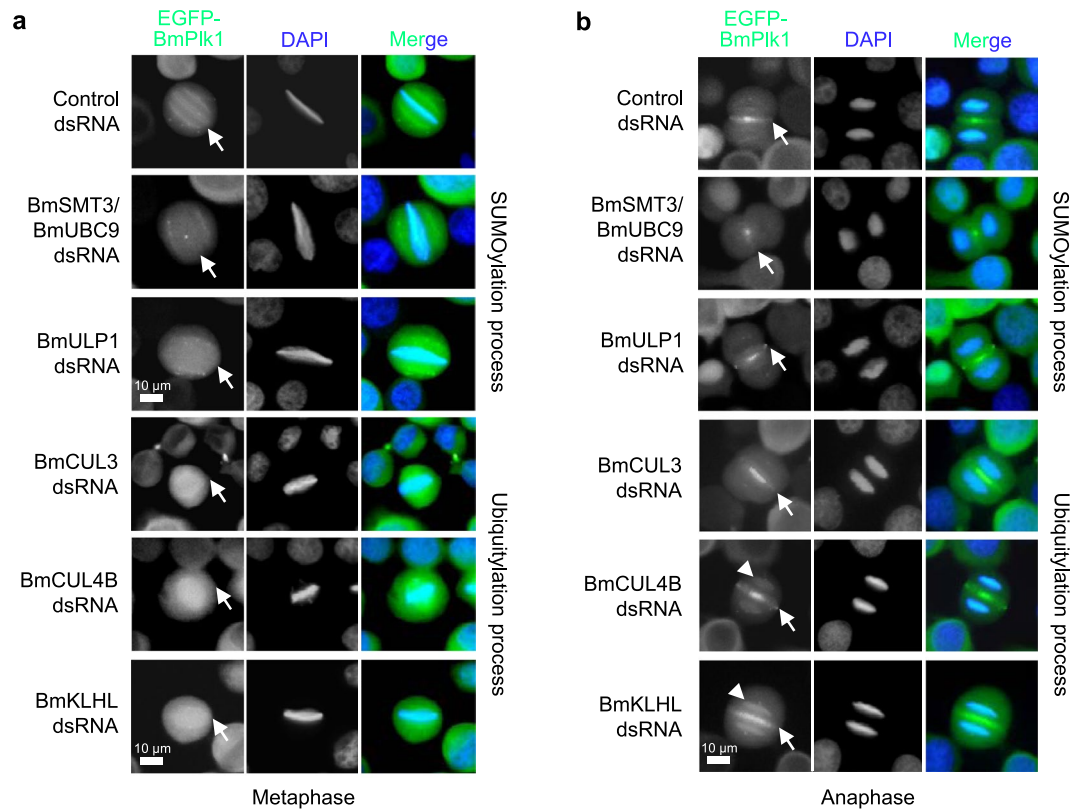 a
EGFP-
BmPlk1
DAPI
Merge
Control
dsRNA
BmSMT3/
BmUBC9
dsRNA
BmULP1
dsRNA
10 µm
BmCUL3
dsRNA
BmCUL4B
dsRNA
BmKLHL
dsRNA
10 µm
SUMOylation process
Ubiquitylation process
Metaphase
b
EGFP-
BmPlk1
DAPI
Merge
Control
dsRNA
BmSMT3/
BmUBC9
dsRNA
BmULP1
dsRNA
BmCUL3
dsRNA
BmCUL4B
dsRNA
BmKLHL
dsRNA
10 µm
SUMOylation process
Ubiquitylation process
Anaphase